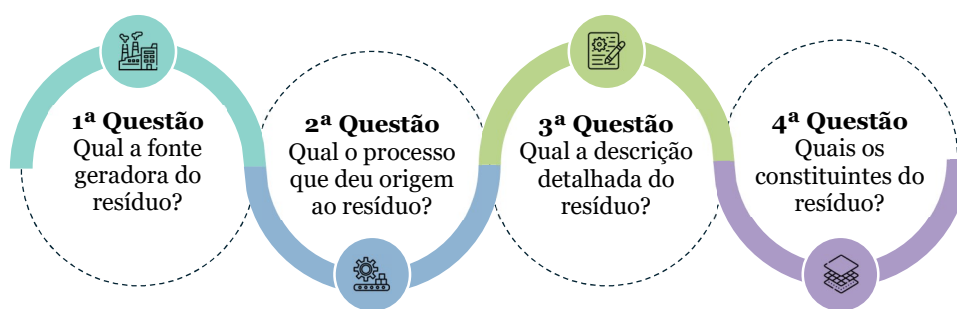 1ª Questão
Qual a fonte
geradora do
resíduo?
2ª Questão
Qual o processo
que deu origem
ao resíduo?
3ª Questão
Qual a descrição
detalhada do
resíduo?
4ª Questão
Quais os
constituintes do
resíduo?